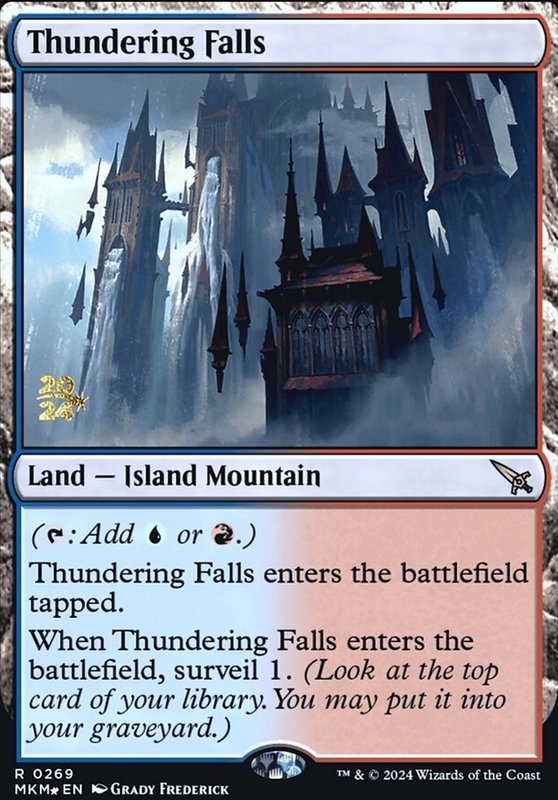 Thundering Falls
2024
Land — Island Mountain
(: Add or .)
Thundering Falls enters the battlefield
tapped.
When Thundering Falls enters the
battlefield, surveil 1. (Look at the top
card of your library. You may put it into
your graveyard.)
R 0269
MKM★EN Grady Frederick
™ & © 2024 Wizards of the Coast